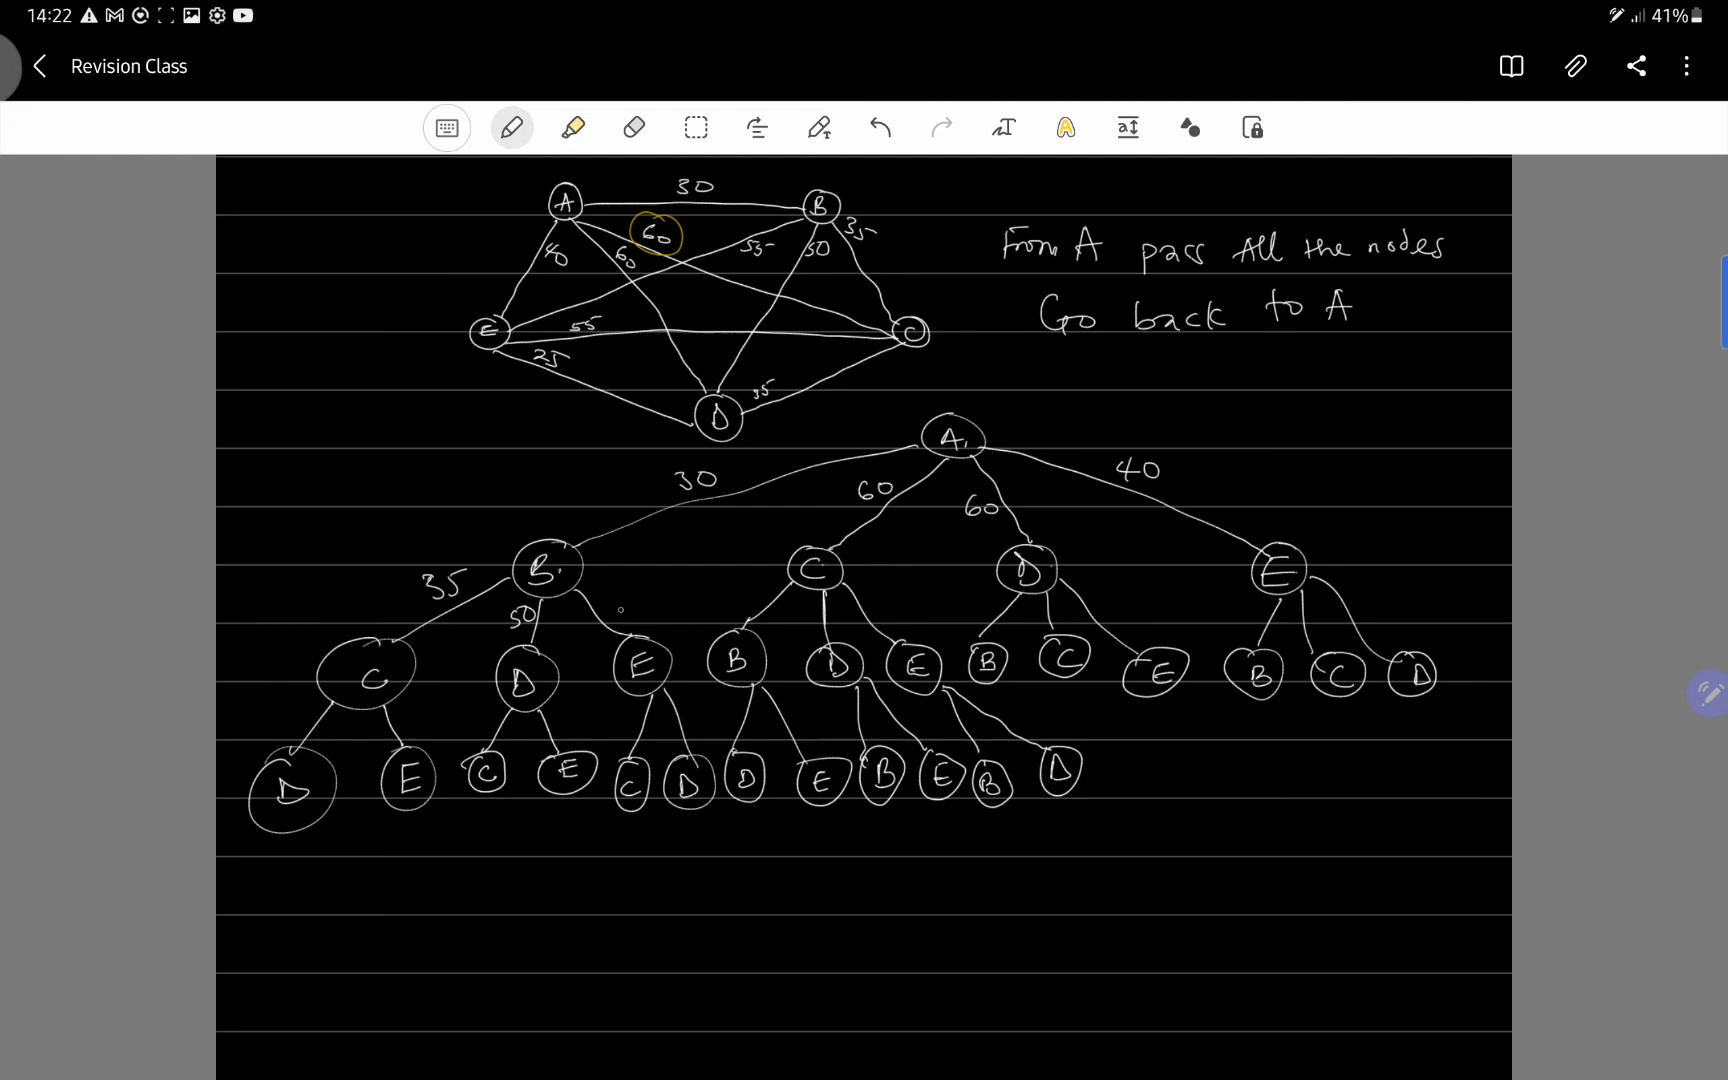 14:22
41%
Revision Class
A 30 B
60 35
40 60 55 50
From A pass All the nodes
Go back to A
E 55 C
25 35
D
A
30 60 60 40
B C D E
35 50
C D E B D E B C E B C D
D E C E C D D E B E B D